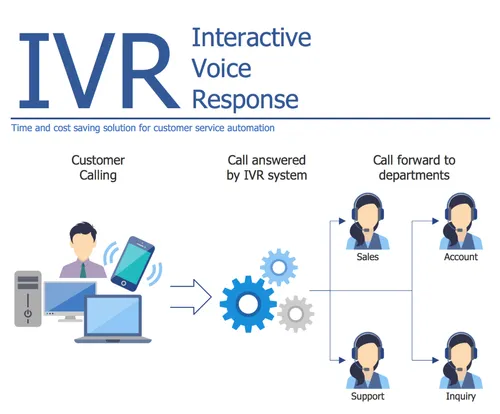 IVR
Interactive
Voice
Response
Time and cost saving solution for customer service automation
Customer
Calling
Call answered
by IVR system
Call forward to
departments
Sales
Account
Support
Inquiry